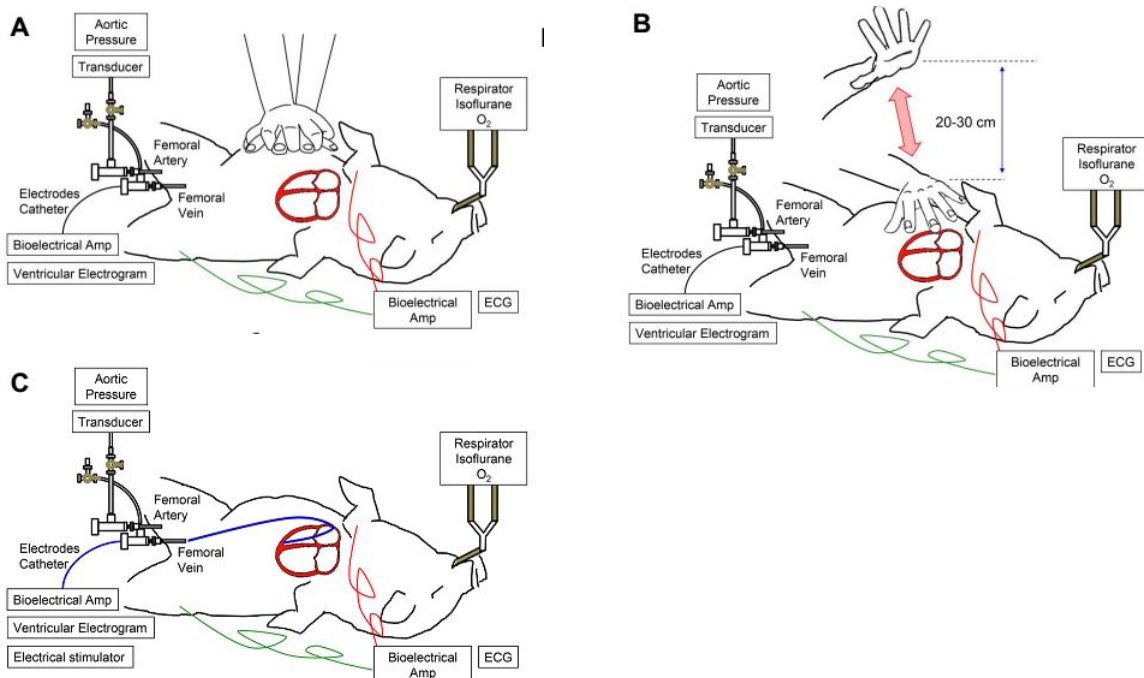 A
Aortic
Pressure
Transducer
Respirator
Isoflurane
O2
Femoral
Artery
Electrodes
Catheter
Femoral
Vein
Bioelectrical Amp
Ventricular Electrogram
Bioelectrical
Amp
ECG
B
Aortic
Pressure
Transducer
20-30 cm
Respirator
Isoflurane
O2
Femoral
Artery
Electrodes
Catheter
Femoral
Vein
Bioelectrical Amp
Ventricular Electrogram
Bioelectrical
Amp
ECG
C
Aortic
Pressure
Transducer
Respirator
Isoflurane
O2
Femoral
Artery
Electrodes
Catheter
Femoral
Vein
Bioelectrical Amp
Ventricular Electrogram
Electrical stimulator
Bioelectrical
Amp
ECG